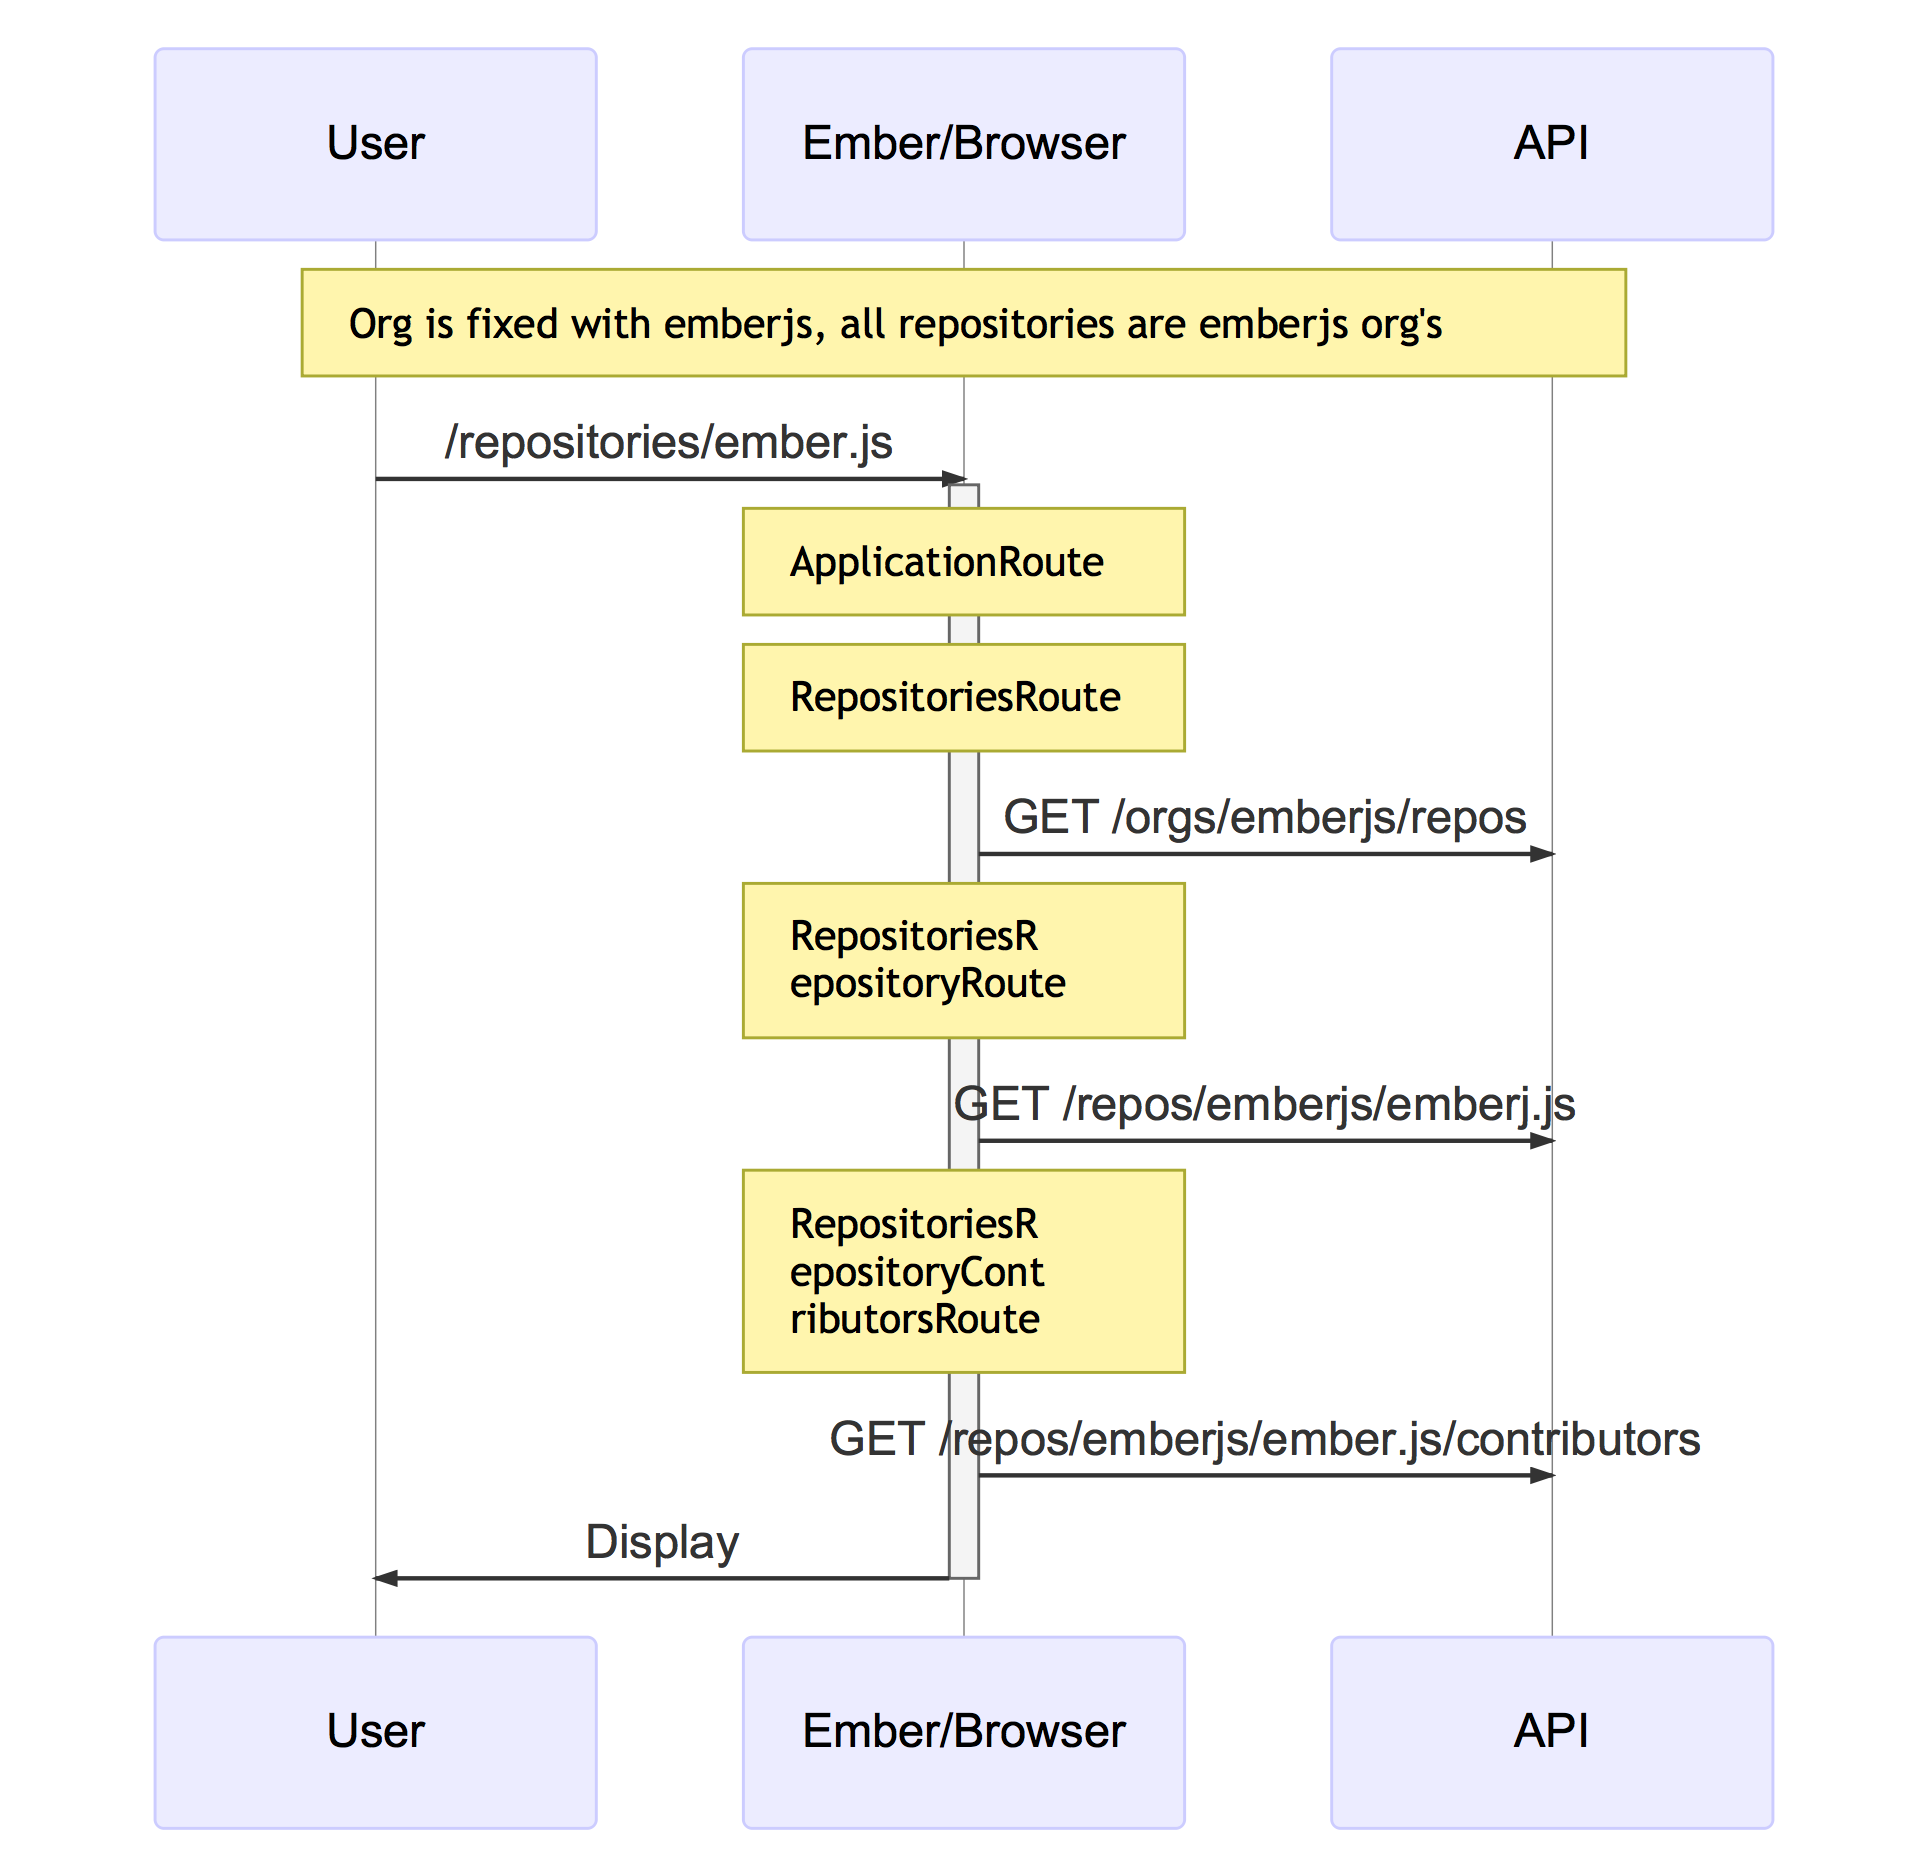 User
Ember/Browser
API
Org is fixed with emberjs, all repositories are emberjs org's
/repositories/ember.js
ApplicationRoute
RepositoriesRoute
GET /orgs/emberjs/repos
RepositoriesR
epositoryRoute
GET /repos/emberjs/emberj.js
RepositoriesR
epositoryCont
ributorsRoute
GET /repos/emberjs/ember.js/contributors
Display
User
Ember/Browser
API